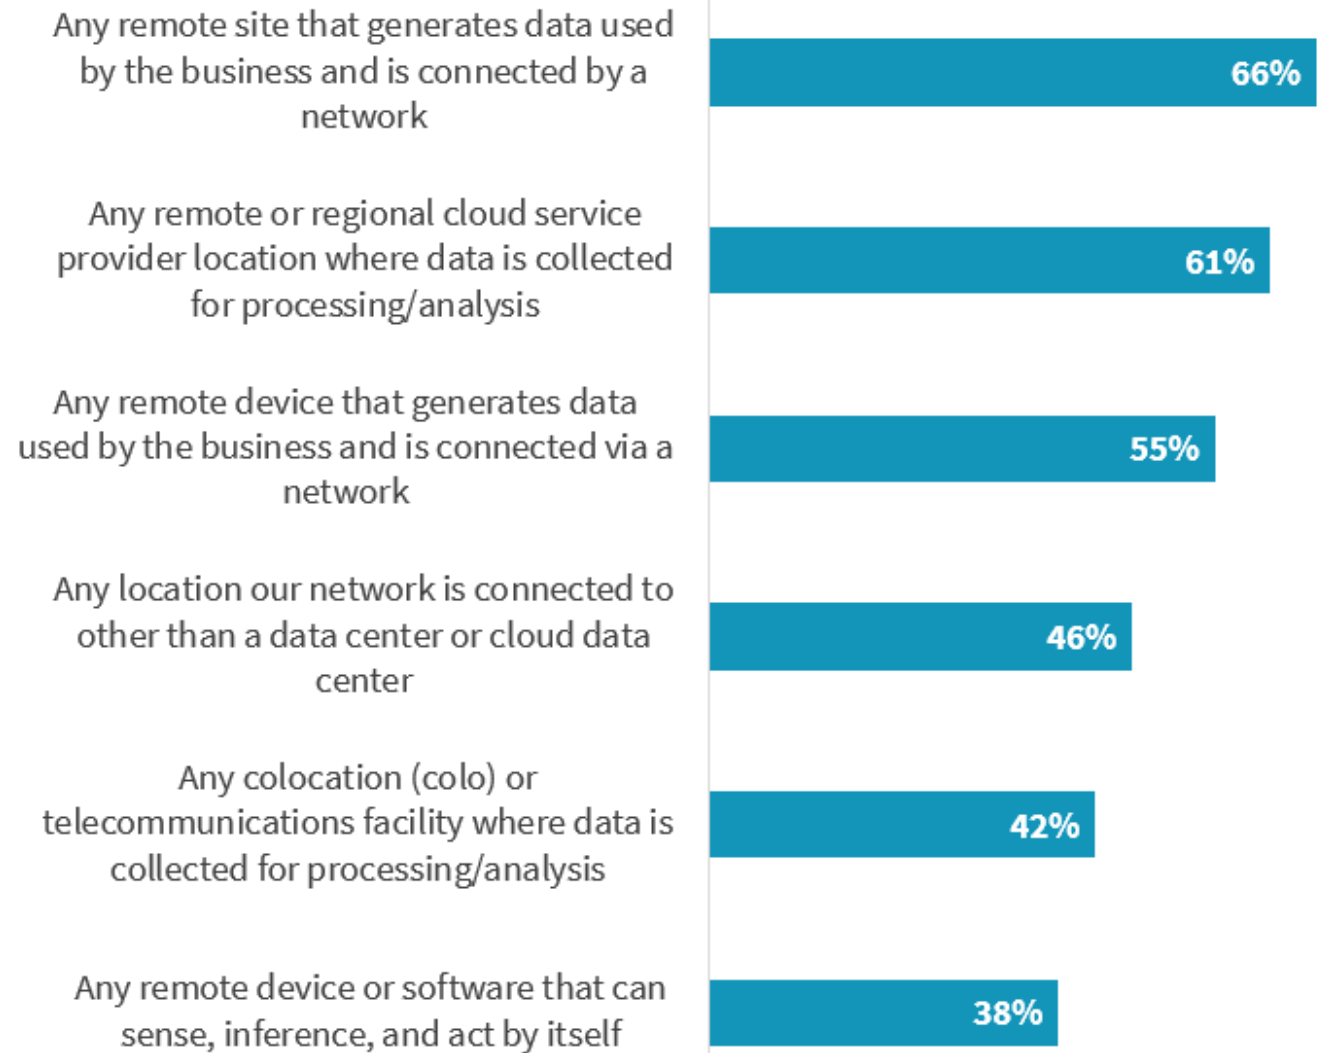 Any remote site that generates data used
by the business and is connected by a
network
66%
Any remote or regional cloud service
provider location where data is collected
for processing/analysis
61%
Any remote device that generates data
used by the business and is connected via a
network
55%
Any location our network is connected to
other than a data center or cloud data
center
46%
Any colocation (colo) or
telecommunications facility where data is
collected for processing/analysis
42%
Any remote device or software that can
sense, inference, and act by itself
38%